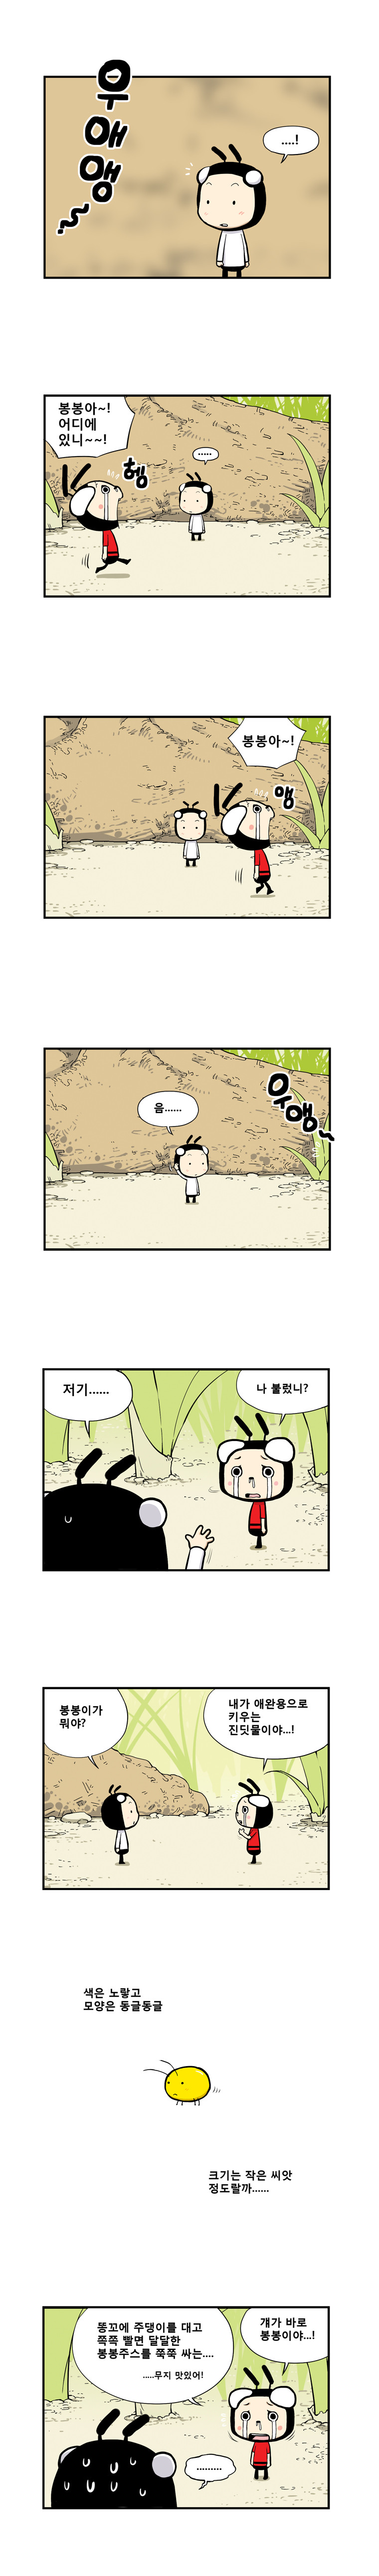 우
애
앵
~~
....!
봉봉아~!
어디에
있니~~!
헹
.....
봉봉아~!
앵
음......
우
앵~
저기......
나 불렀니?
봉봉이가
뭐야?
내가 애완용으로
키우는
진딧물이야...!
색은 노랗고
모양은 동글동글
크기는 작은 씨앗
정도랄까......
똥꼬에 주댕이를 대고
쪽쪽 빨면 달달한
봉봉주스를 쭉쭉 싸는....
.....무지 맛있어!
걔가 바로
봉봉이야...!
.........